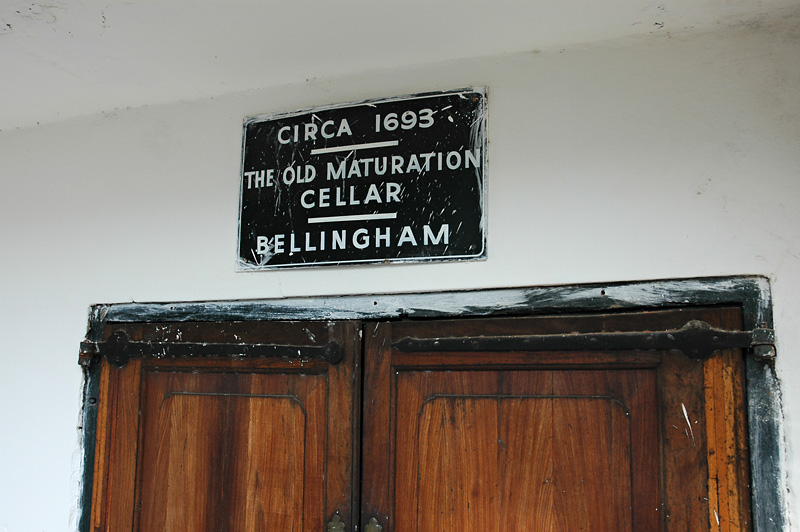 CIRCA 1693
THE OLD MATURATION
CELLAR
BELLINGHAM